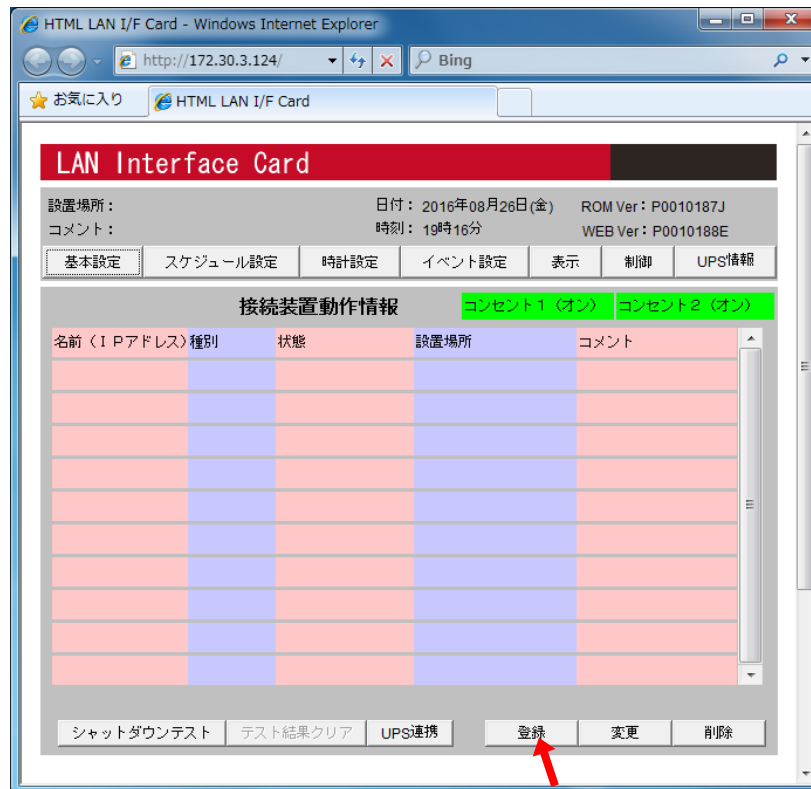 HTML LAN I/F Card - Windows Internet Explorer
http://172.30.3.124/ Bing
お気に入り HTML LAN I/F Card
LAN Interface Card
設置場所： 日付： 2016年08月26日(金) ROM Ver： P0010187J
コメント： 時刻： 19時16分 WEB Ver： P0010188E
基本設定 スケジュール設定 時計設定 イベント設定 表示 制御 UPS情報
接続装置動作情報 コンセント１（オン） コンセント２（オン）
名前（ＩＰアドレス） 種別 状態 設置場所 コメント
シャットダウンテスト テスト結果クリア UPS連携 登録 変更 削除